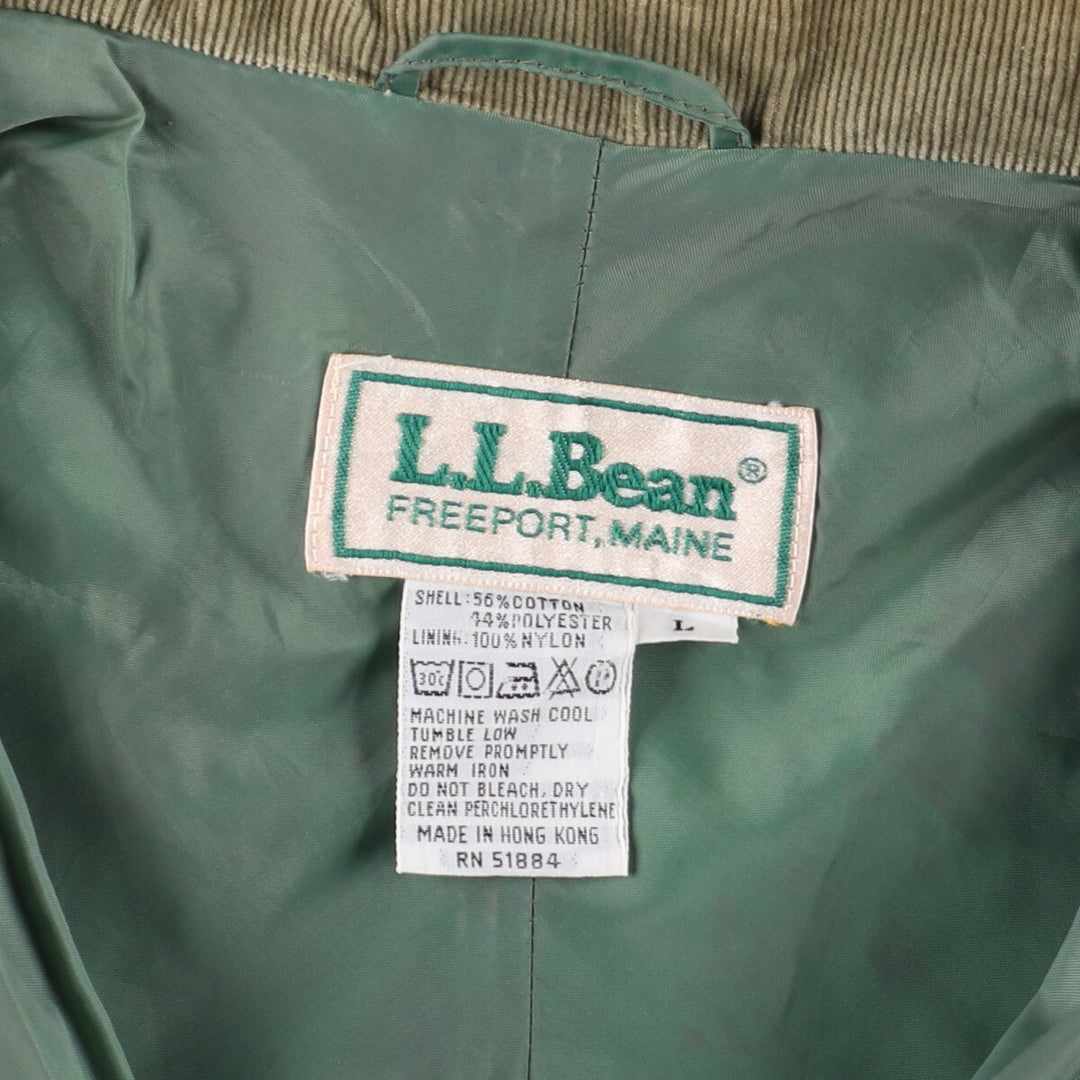 L.L.Bean®
FREEPORT, MAINE
SHELL: 56% COTTON
44% POLYESTER
LINING: 100% NYLON
L
30c P
MACHINE WASH COOL
TUMBLE LOW
REMOVE PROMPTLY
WARM IRON
DO NOT BLEACH, DRY
CLEAN PERCHLORETHYLENE
MADE IN HONG KONG
RN 51884